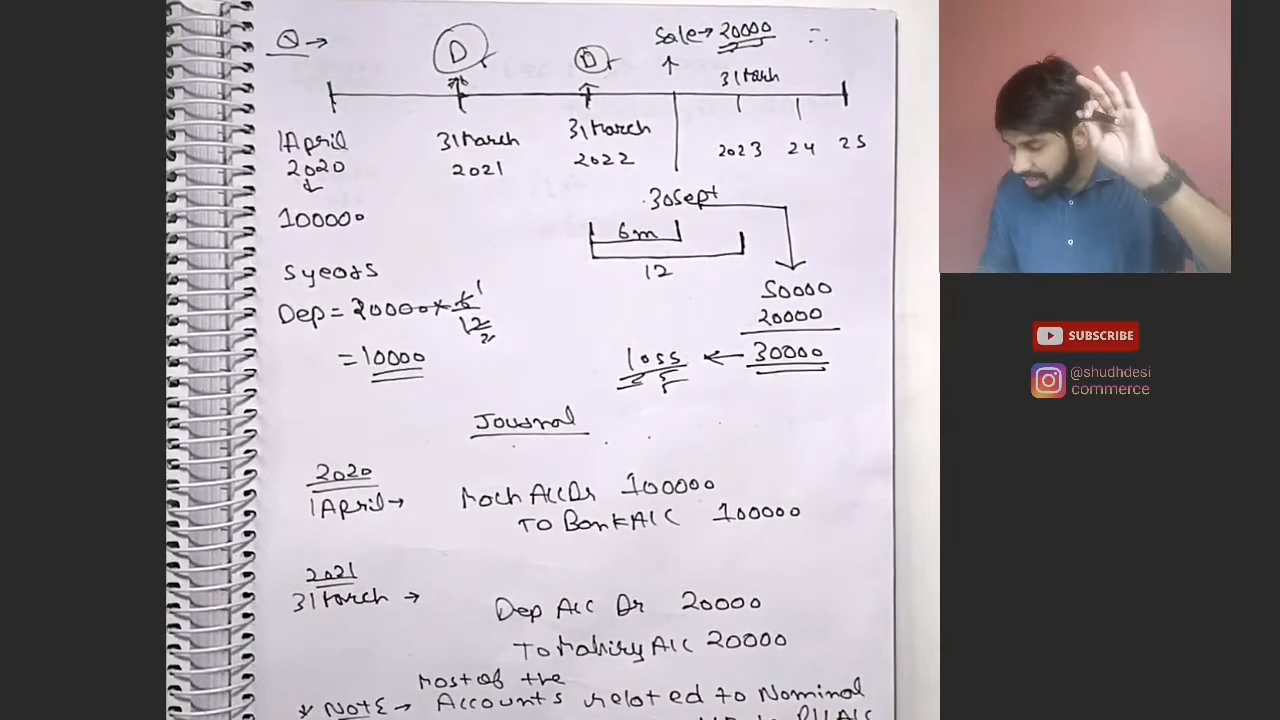 Q →
D
D
Sale → 20000
31 March
1 April
2020
31 March
2021
31 March
2022
2023
24
25
100000
30 Sept
6m
12
5 years
Dep = 20000 × 6/12
1
2
= 10000
50000
20000
30000
loss
Journal
2020
1 April →
Mach A/c Dr 100000
To Bank A/c 100000
2021
31 March →
Dep A/c Dr 20000
To Mahiry A/c 20000
Most of the
Note → Accounts related to Nominal
SUBSCRIBE
@shudhdesi
commerce